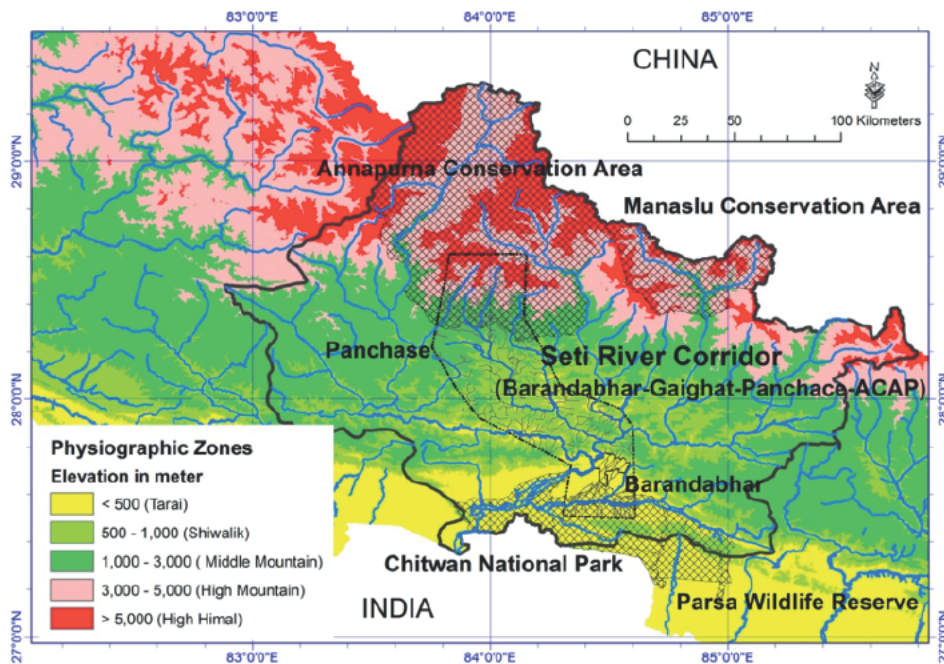 83°0'0"E
84°0'0"E
85°0'0"E
CHINA
N
0 25 50 100 Kilometers
29°0'0"N
29°0'0"N
Annapurna Conservation Area
Manaslu Conservation Area
Panchase
Seti River Corridor
(Barandabhar-Gaighat-Panchace-ACAP)
28°0'0"N
28°0'0"N
Physiographic Zones
Elevation in meter
< 500 (Tarai)
500 - 1,000 (Shiwalik)
1,000 - 3,000 ( Middle Mountain)
3,000 - 5,000 (High Mountain)
> 5,000 (High Himal)
Barandabhar
Chitwan National Park
INDIA
Parsa Wildlife Reserve
27°0'0"N
27°0'0"N
83°0'0"E
84°0'0"E
85°0'0"E